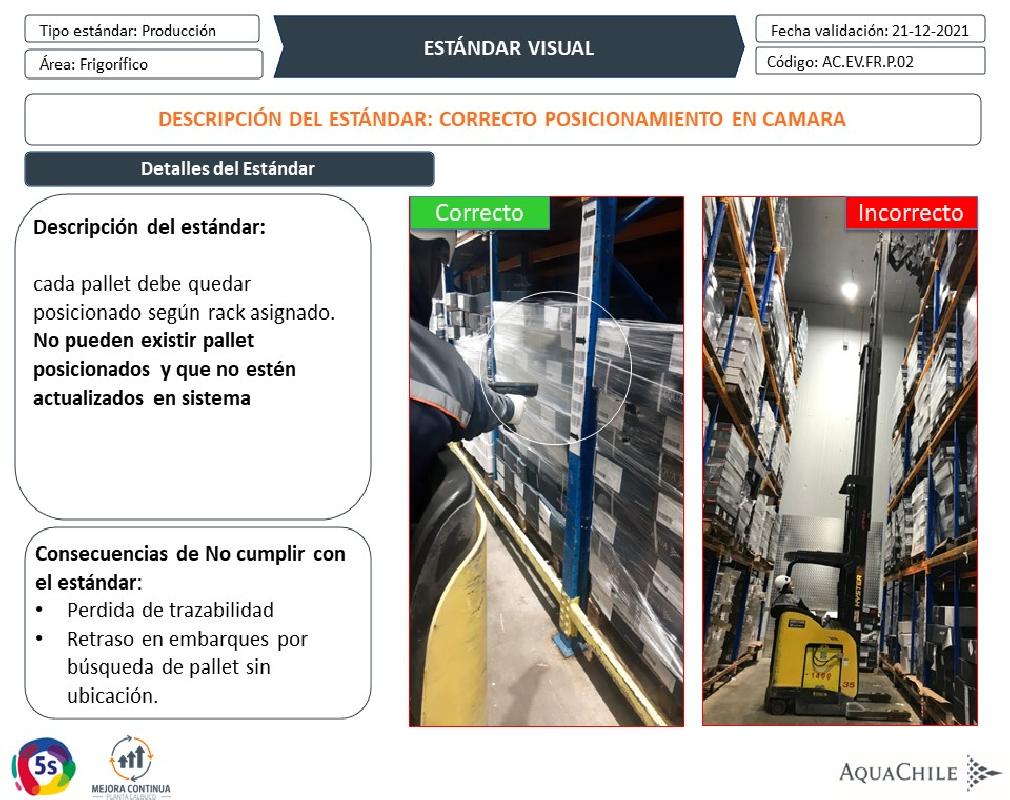 Tipo estándar: Producción
Área: Frigorífico
ESTÁNDAR VISUAL
Fecha validación: 21-12-2021
Código: AC.EV.FR.P.02
DESCRIPCIÓN DEL ESTÁNDAR: CORRECTO POSICIONAMIENTO EN CAMARA
Detalles del Estándar
Descripción del estándar:
cada pallet debe quedar
posicionado según rack asignado.
No pueden existir pallet
posicionados y que no estén
actualizados en sistema
Consecuencias de No cumplir con
el estándar:
• Perdida de trazabilidad
• Retraso en embarques por
búsqueda de pallet sin
ubicación.
Correcto
Incorrecto
HYSTER
1400
35
5s
MEJORA CONTINUA
PLANTA CALBUCO
AQUACHILE